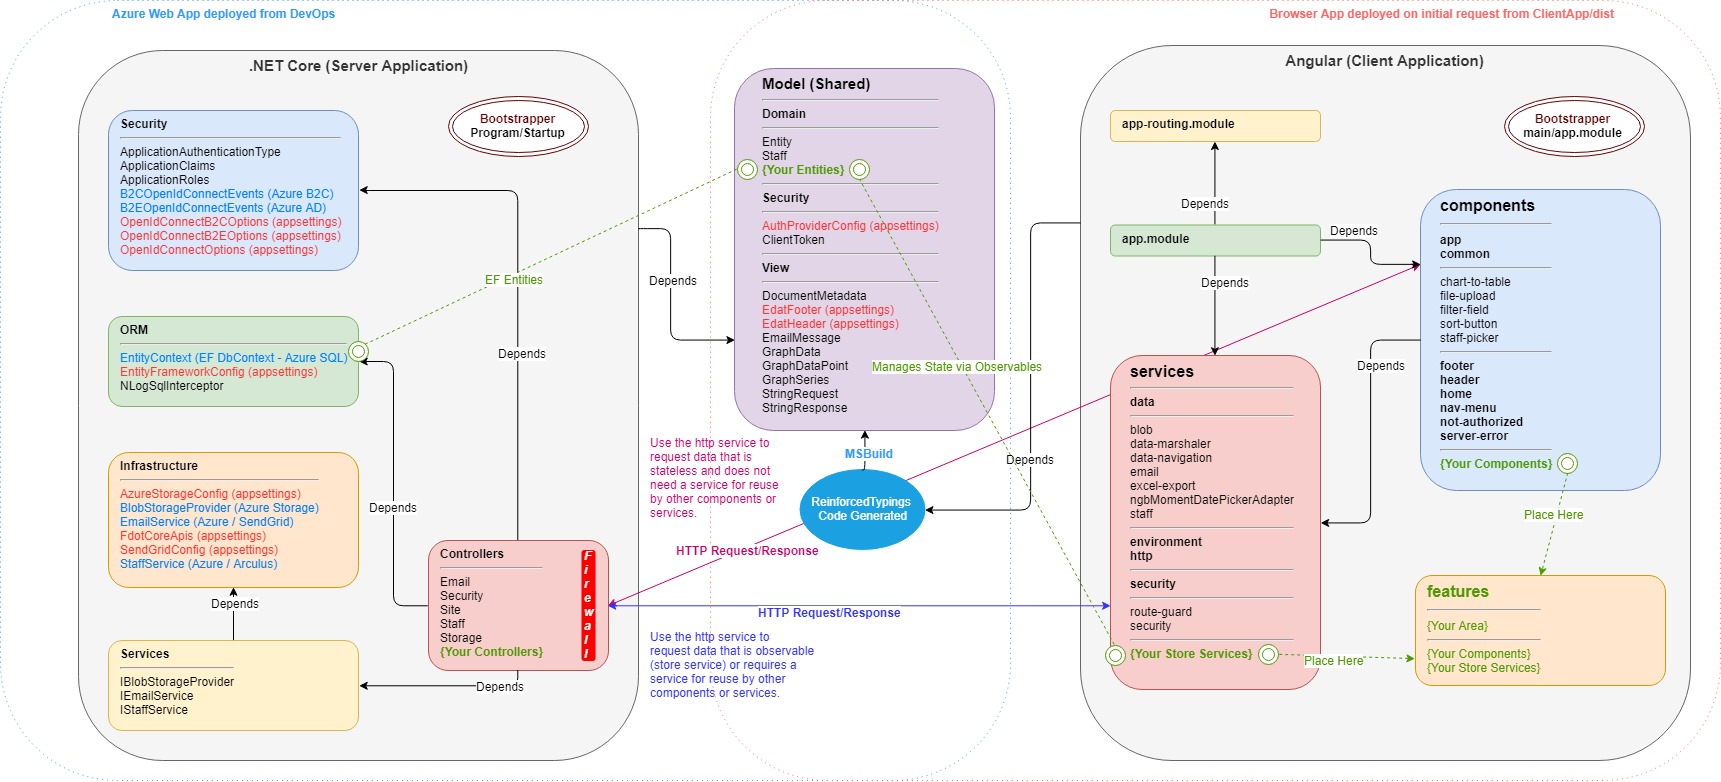 Azure Web App deployed from DevOps
Browser App deployed on initial request from ClientApp/dist
.NET Core (Server Application)
Bootstrapper
Program/Startup
Security
ApplicationAuthenticationType
ApplicationClaims
ApplicationRoles
B2COpenIdConnectEvents (Azure B2C)
B2EOpenIdConnectEvents (Azure AD)
OpenIdConnectB2COptions (appsettings)
OpenIdConnectB2EOptions (appsettings)
OpenIdConnectOptions (appsettings)
EF Entities
ORM
EntityContext (EF DbContext - Azure SQL)
EntityFrameworkConfig (appsettings)
NLogSqlInterceptor
Depends
Infrastructure
AzureStorageConfig (appsettings)
BlobStorageProvider (Azure Storage)
EmailService (Azure / SendGrid)
FdotCoreApis (appsettings)
SendGridConfig (appsettings)
StaffService (Azure / Arculus)
Depends
Depends
Services
IBlobStorageProvider
IEmailService
IStaffService
Controllers
Email
Security
Site
Staff
Storage
{Your Controllers}
Firewall
Depends
Depends
Model (Shared)
Domain
Entity
Staff
{Your Entities}
Security
AuthProviderConfig (appsettings)
ClientToken
View
DocumentMetadata
EdatFooter (appsettings)
EdatHeader (appsettings)
EmailMessage
GraphData
GraphDataPoint
GraphSeries
StringRequest
StringResponse
Manages State via Observables
MSBuild
ReinforcedTypings
Code Generated
Depends
Use the http service to
request data that is
stateless and does not
need a service for reuse
by other components or
services.
HTTP Request/Response
HTTP Request/Response
Use the http service to
request data that is observable
(store service) or requires a
service for reuse by other
components or services.
Angular (Client Application)
Bootstrapper
main/app.module
app-routing.module
Depends
app.module
Depends
Depends
components
app
common
chart-to-table
file-upload
filter-field
sort-button
staff-picker
footer
header
home
nav-menu
not-authorized
server-error
{Your Components}
Depends
services
data
blob
data-marshaler
data-navigation
email
excel-export
ngbMomentDatePickerAdapter
staff
environment
http
security
route-guard
security
{Your Store Services}
Place Here
Place Here
features
{Your Area}
{Your Components}
{Your Store Services}